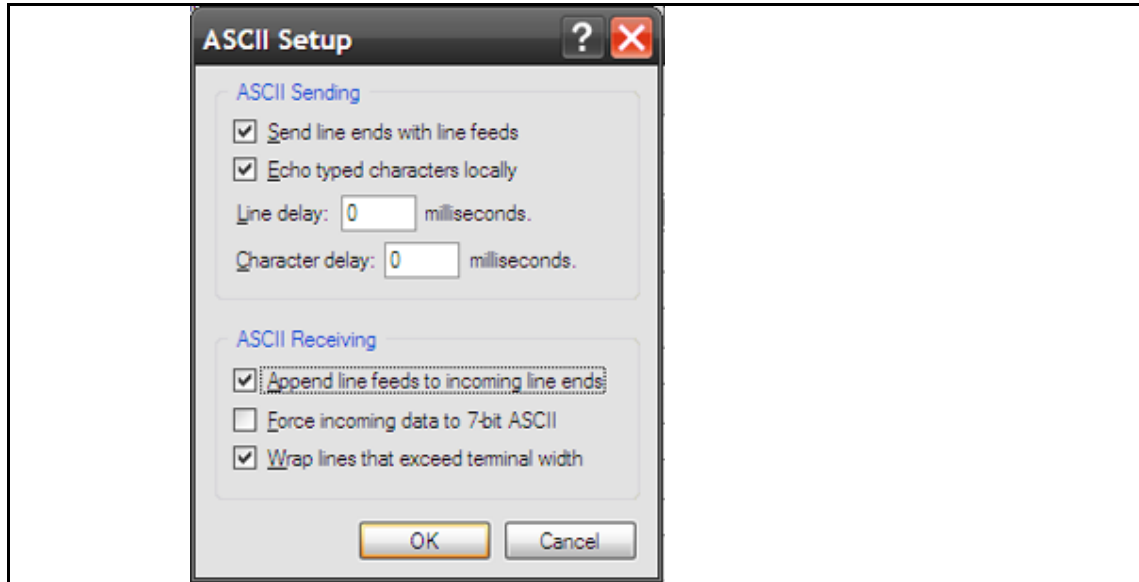 ASCII Setup ?
ASCII Sending
Send line ends with line feeds
Echo typed characters locally
Line delay: 0 milliseconds.
Character delay: 0 milliseconds.
ASCII Receiving
Append line feeds to incoming line ends
Force incoming data to 7-bit ASCII
Wrap lines that exceed terminal width
OK Cancel